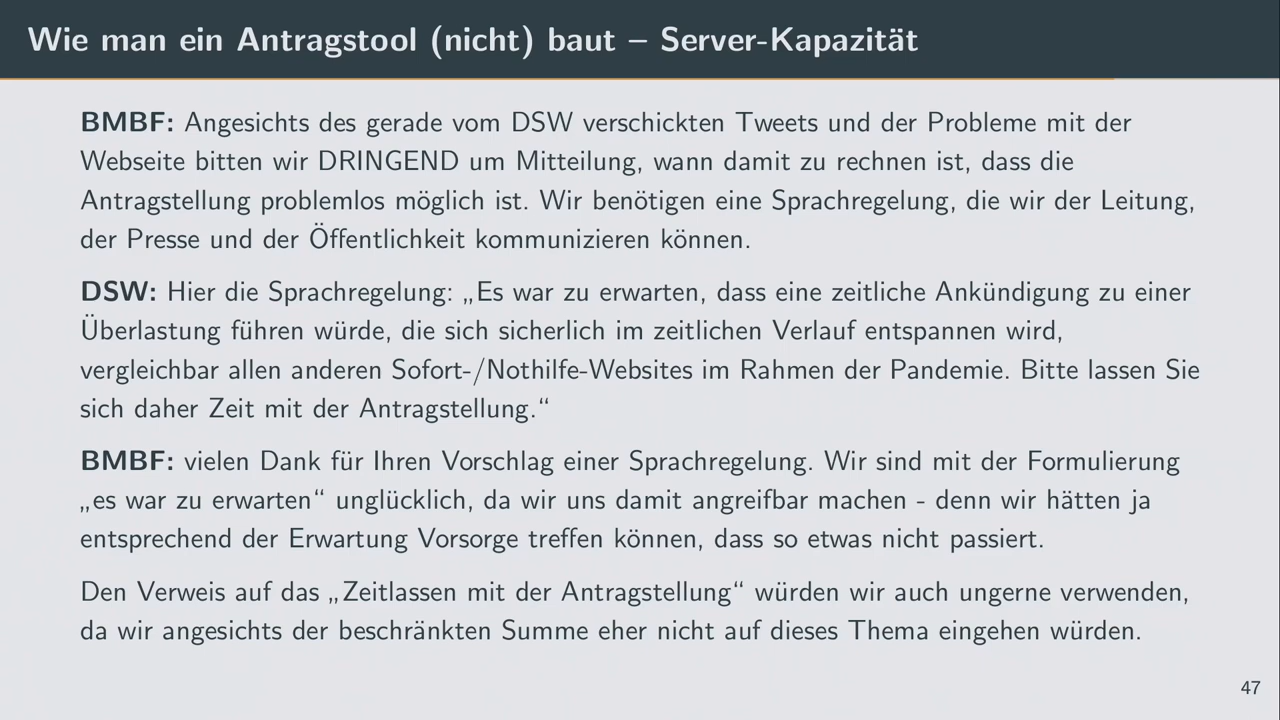 Wie man ein Antragstool (nicht) baut – Server-Kapazität
BMBF: Angesichts des gerade vom DSW verschickten Tweets und der Probleme mit der
Webseite bitten wir DRINGEND um Mitteilung, wann damit zu rechnen ist, dass die
Antragstellung problemlos möglich ist. Wir benötigen eine Sprachregelung, die wir der Leitung,
der Presse und der Öffentlichkeit kommunizieren können.
DSW: Hier die Sprachregelung: „Es war zu erwarten, dass eine zeitliche Ankündigung zu einer
Überlastung führen würde, die sich sicherlich im zeitlichen Verlauf entspannen wird,
vergleichbar allen anderen Sofort-/Nothilfe-Websites im Rahmen der Pandemie. Bitte lassen Sie
sich daher Zeit mit der Antragstellung.“
BMBF: vielen Dank für Ihren Vorschlag einer Sprachregelung. Wir sind mit der Formulierung
„es war zu erwarten“ unglücklich, da wir uns damit angreifbar machen - denn wir hätten ja
entsprechend der Erwartung Vorsorge treffen können, dass so etwas nicht passiert.
Den Verweis auf das „Zeitlassen mit der Antragstellung“ würden wir auch ungerne verwenden,
da wir angesichts der beschränkten Summe eher nicht auf dieses Thema eingehen würden.
47